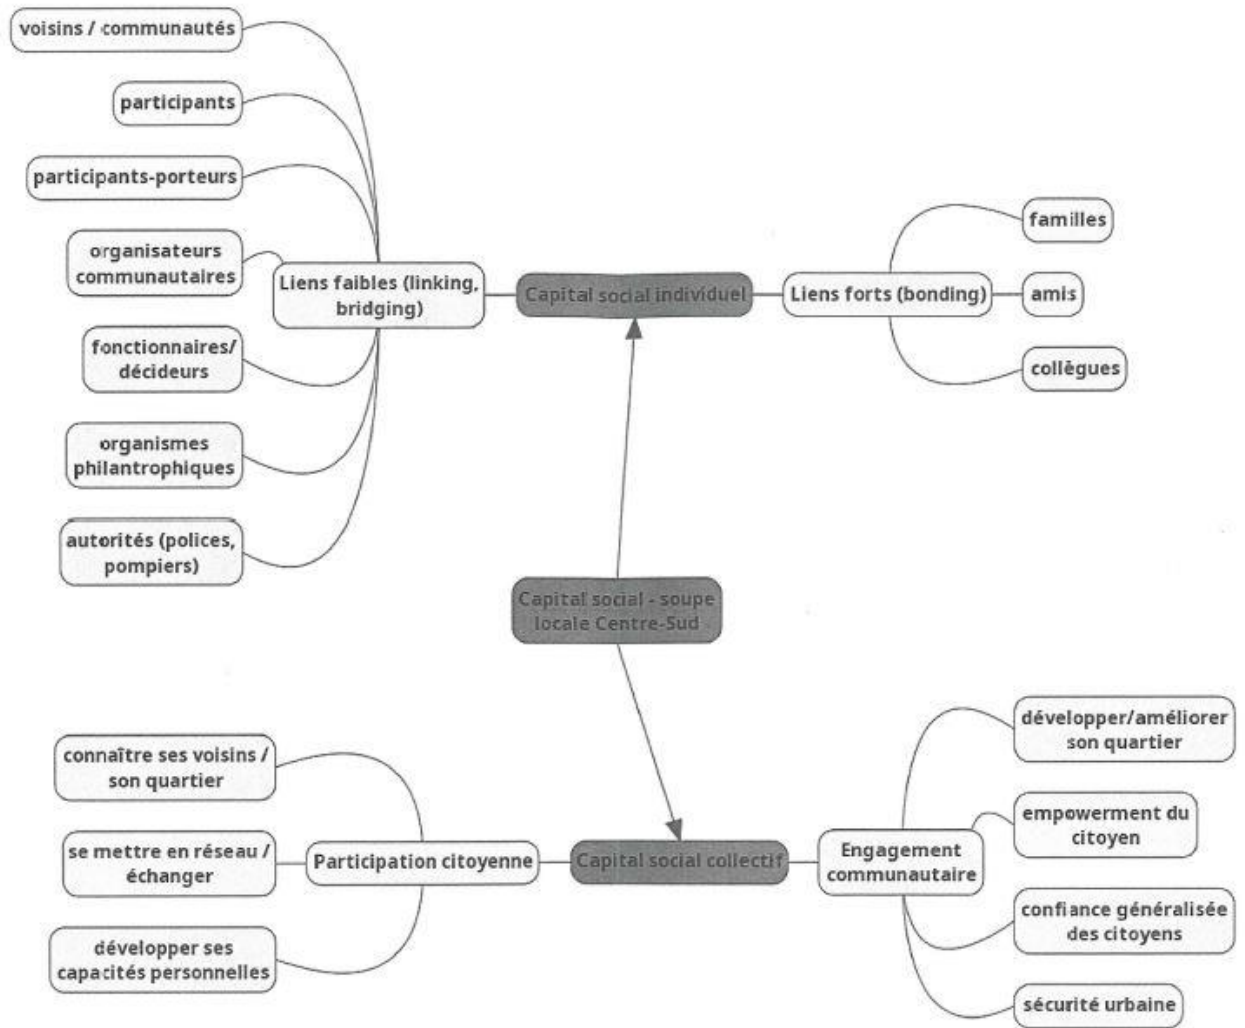 voisins / communautés
participants
participants-porteurs
organisateurs
communautaires
fonctionnaires/
décideurs
organismes
philantrophiques
autorités (polices,
pompiers)
Liens faibles (linking,
bridging)
Capital social individuel
Liens forts (bonding)
familles
amis
collègues
Capital social - soupe
locale Centre-Sud
connaître ses voisins /
son quartier
se mettre en réseau /
échanger
développer ses
capacités personnelles
Participation citoyenne
Capital social collectif
Engagement
communautaire
développer/améliorer
son quartier
empowerment du
citoyen
confiance généralisée
des citoyens
sécurité urbaine